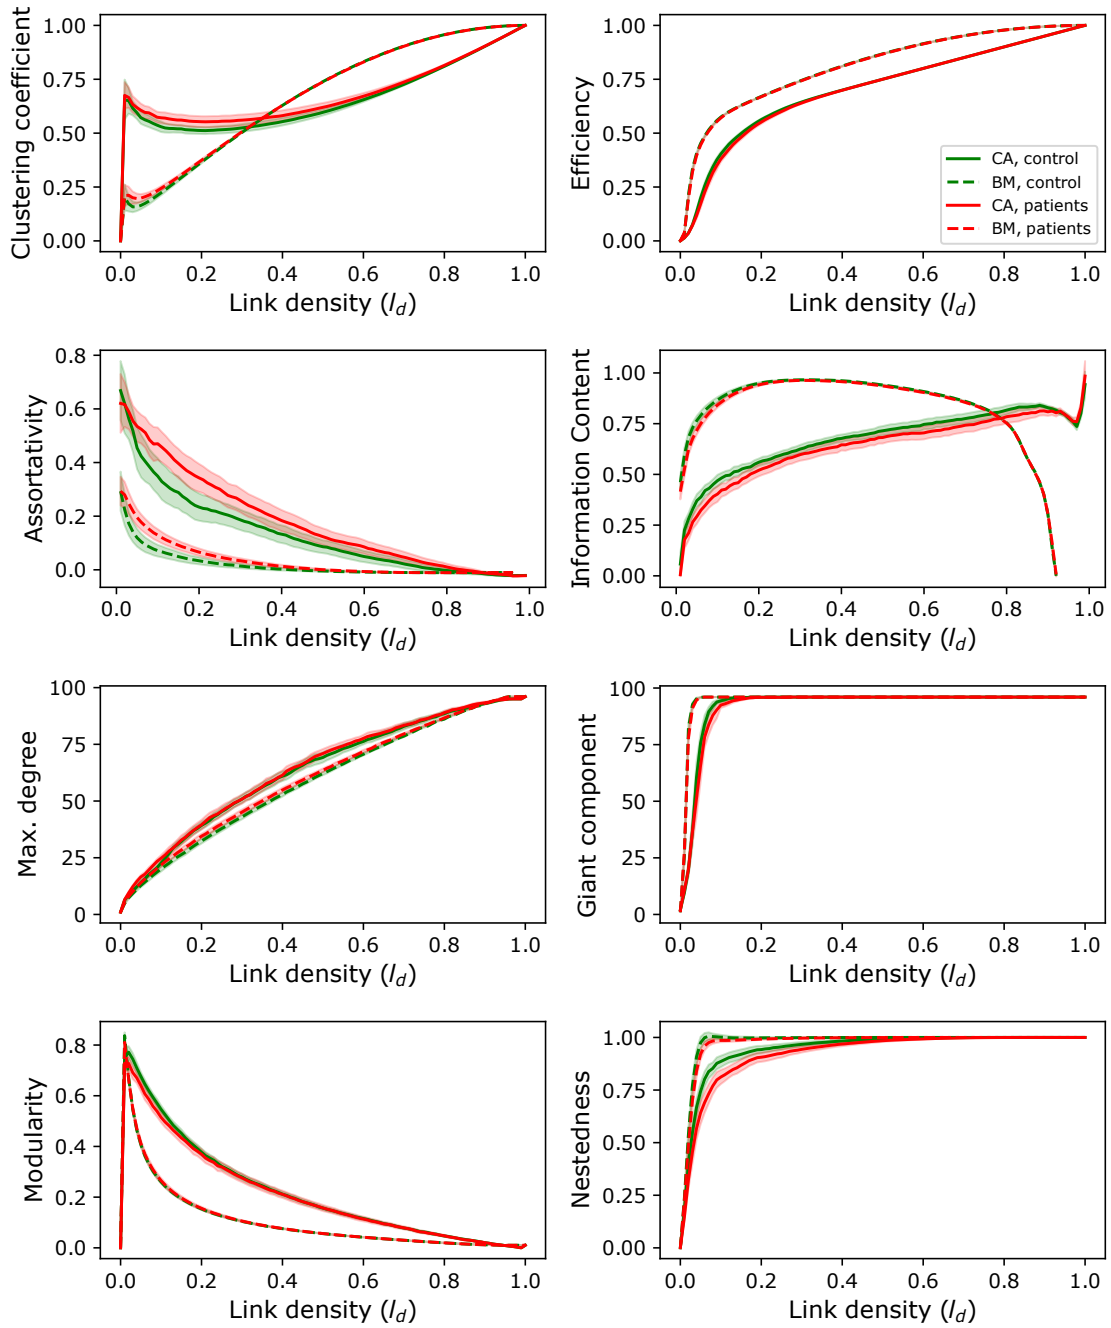 Clustering coefficient
1.00
0.75
0.50
0.25
0.00
0.0 0.2 0.4 0.6 0.8 1.0
Link density (l_d)
Efficiency
1.00
0.75
0.50
0.25
0.00
CA, control
BM, control
CA, patients
BM, patients
0.0 0.2 0.4 0.6 0.8 1.0
Link density (l_d)
Assortativity
0.8
0.6
0.4
0.2
0.0
0.0 0.2 0.4 0.6 0.8 1.0
Link density (l_d)
Information Content
1.00
0.75
0.50
0.25
0.00
0.0 0.2 0.4 0.6 0.8 1.0
Link density (l_d)
Max. degree
100
75
50
25
0
0.0 0.2 0.4 0.6 0.8 1.0
Link density (l_d)
Giant component
100
75
50
25
0
0.0 0.2 0.4 0.6 0.8 1.0
Link density (l_d)
Modularity
0.8
0.6
0.4
0.2
0.0
0.0 0.2 0.4 0.6 0.8 1.0
Link density (l_d)
Nestedness
1.00
0.75
0.50
0.25
0.00
0.0 0.2 0.4 0.6 0.8 1.0
Link density (l_d)